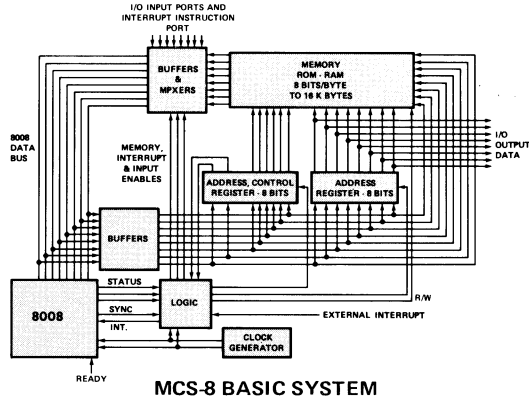 I/O INPUT PORTS AND
INTERRUPT INSTRUCTION
PORT
BUFFERS
&
MPXERS
MEMORY
ROM - RAM
8 BITS/BYTE
TO 16 K BYTES
8008
DATA
BUS
MEMORY,
INTERRUPT
& INPUT
ENABLES
I/O
OUTPUT
DATA
ADDRESS, CONTROL
REGISTER - 8 BITS
ADDRESS
REGISTER - 8 BITS
BUFFERS
STATUS
8008
SYNC
INT.
LOGIC
R/W
EXTERNAL INTERRUPT
CLOCK
GENERATOR
READY
MCS-8 BASIC SYSTEM